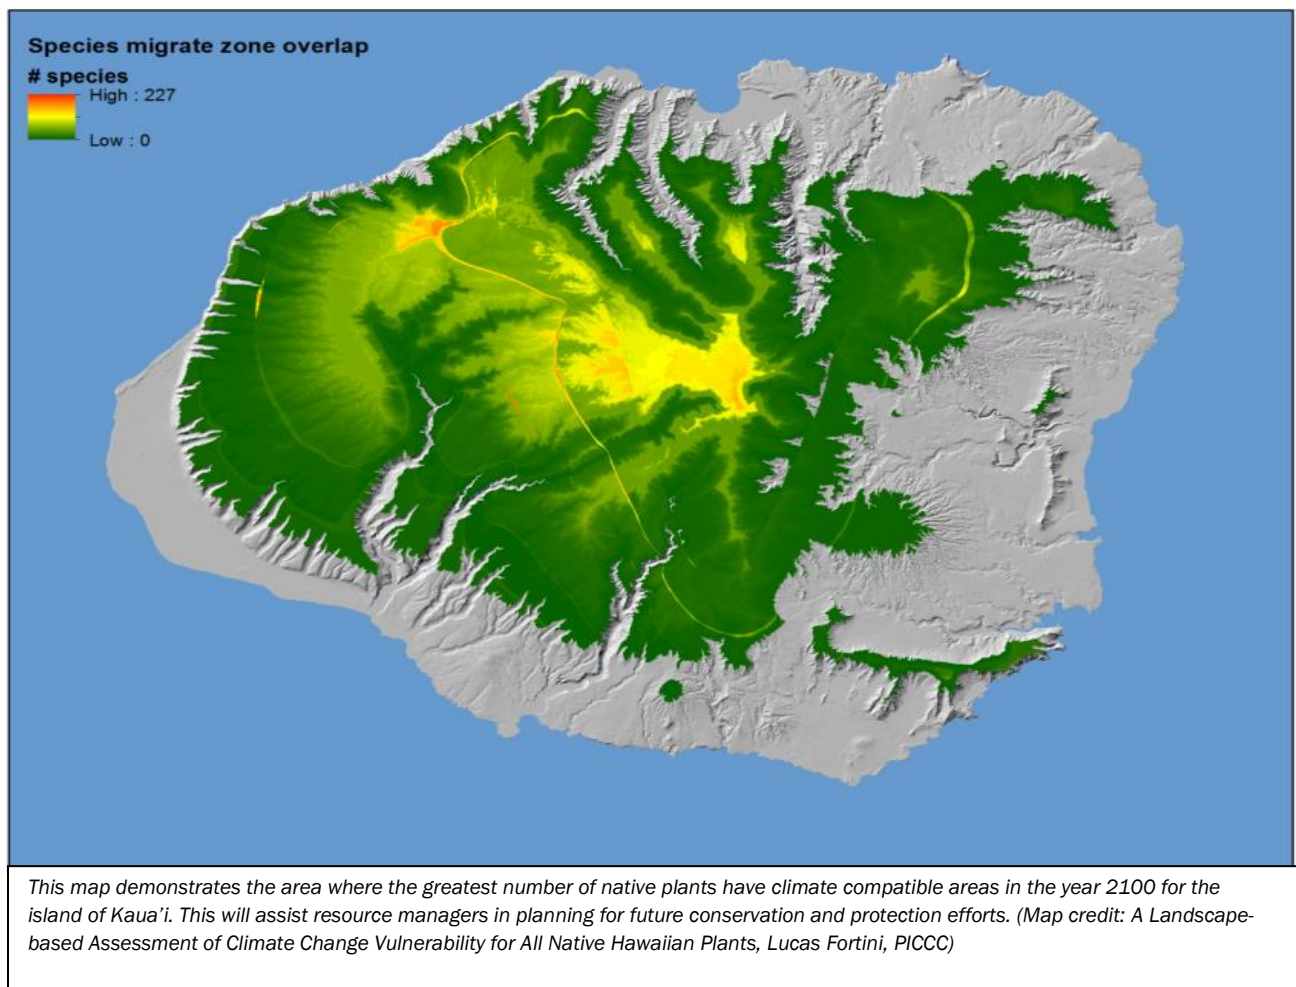 Species migrate zone overlap
# species
High : 227
Low : 0
This map demonstrates the area where the greatest number of native plants have climate compatible areas in the year 2100 for the
island of Kaua'i. This will assist resource managers in planning for future conservation and protection efforts. (Map credit: A Landscape-
based Assessment of Climate Change Vulnerability for All Native Hawaiian Plants, Lucas Fortini, PICCC)